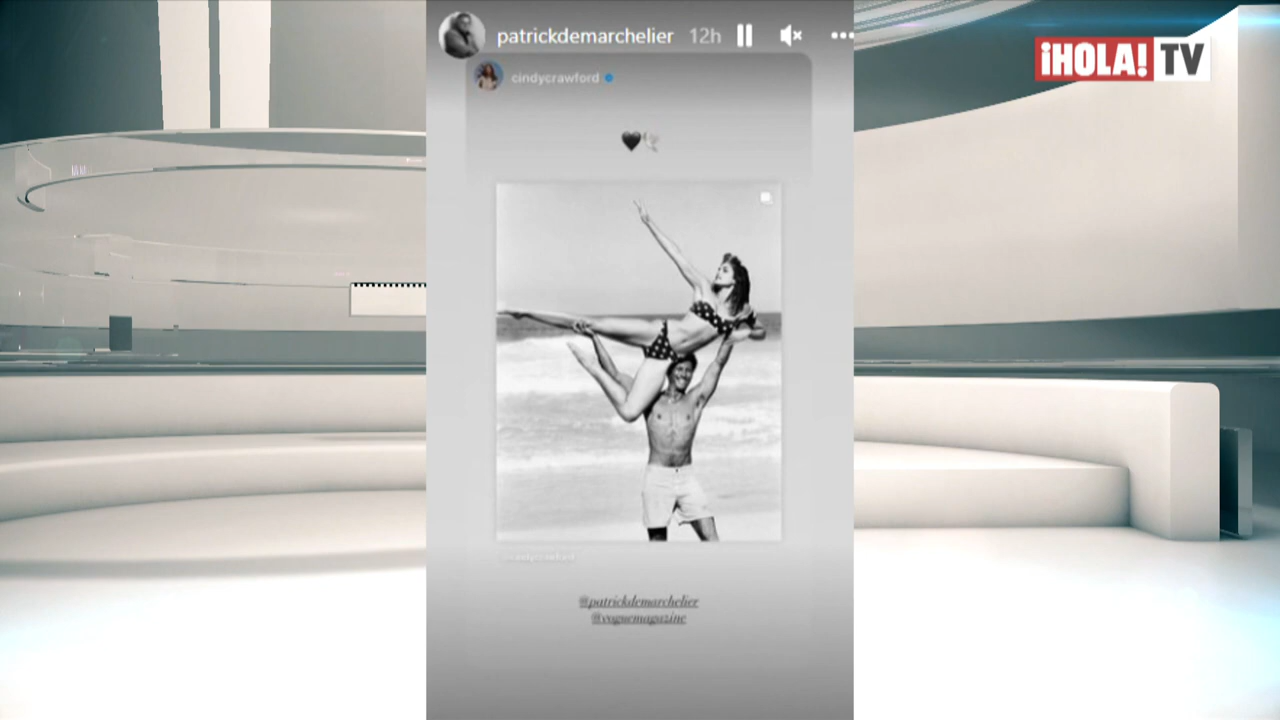 patrickdemarchelier 12h
¡HOLA! TV
cindycrawford
@patrickdemarchelier
@voguemagazine